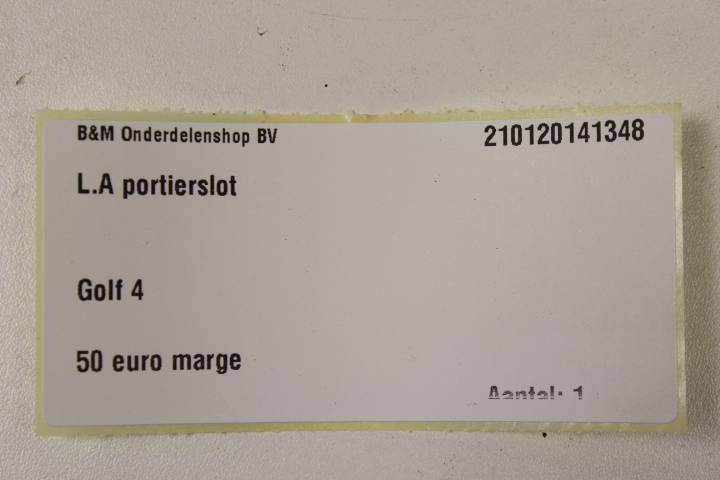 B&M Onderdelenshop BV 210120141348
L.A portierslot
Golf 4
50 euro marge
Aantal: 1